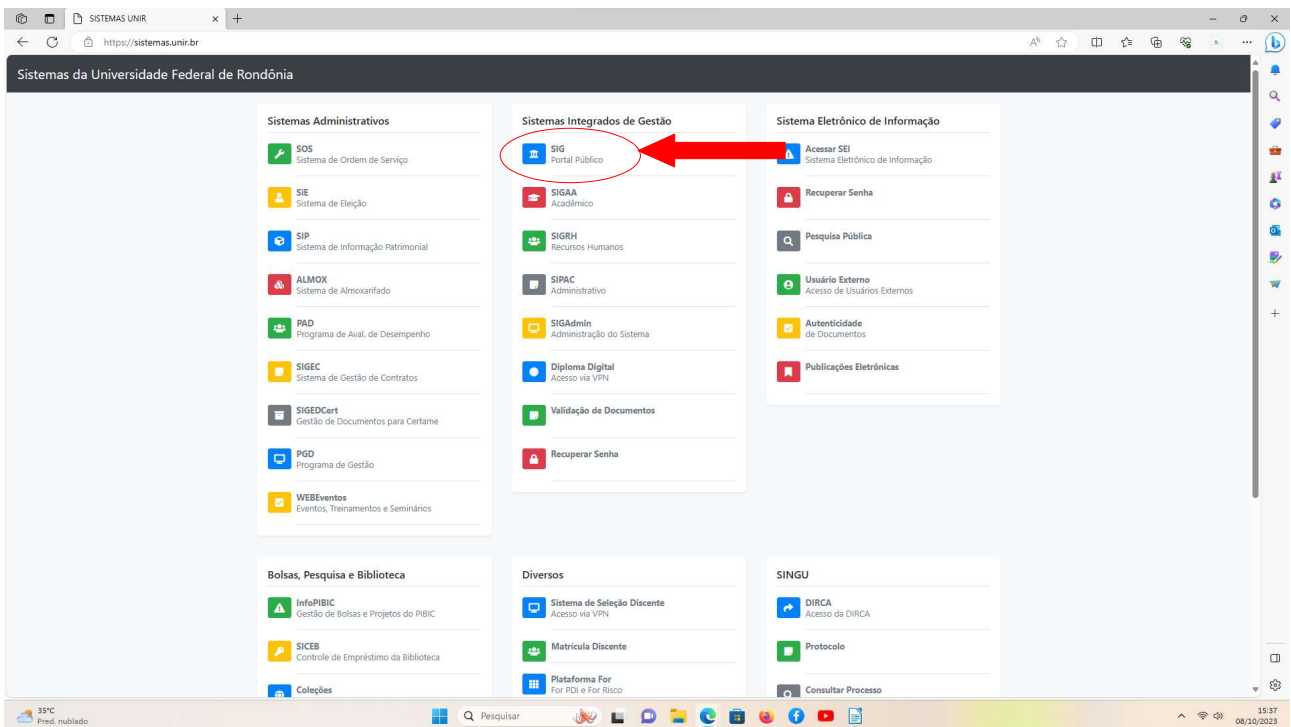 SISTEMAS UNIR
https://sistemas.unir.br
Sistemas da Universidade Federal de Rondônia
Sistemas Administrativos
SOS
Sistema de Ordem de Serviço
SiE
Sistema de Eleição
SIP
Sistema de Informação Patrimonial
ALMOX
Sistema de Almoxarifado
PAD
Programa de Aval. de Desempenho
SIGEC
Sistema de Gestão de Contratos
SIGEDCert
Gestão de Documentos para Certame
PGD
Programa de Gestão
WEBEventos
Eventos, Treinamentos e Seminários
Sistemas Integrados de Gestão
SIG
Portal Público
SIGAA
Acadêmico
SIGRH
Recursos Humanos
SIPAC
Administrativo
SIGAdmin
Administração do Sistema
Diploma Digital
Acesso via VPN
Validação de Documentos
Recuperar Senha
Sistema Eletrônico de Informação
Acessar SEI
Sistema Eletrônico de Informação
Recuperar Senha
Pesquisa Pública
Usuário Externo
Acesso de Usuários Externos
Autenticidade
de Documentos
Publicações Eletrônicas
Bolsas, Pesquisa e Biblioteca
InfoPIBIC
Gestão de Bolsas e Projetos do PIBIC
SICEB
Controle de Empréstimo da Biblioteca
Coleções
Diversos
Sistema de Seleção Discente
Acesso via VPN
Matrícula Discente
Plataforma For
For PDI e For Risco
SINGU
DIRCA
Acesso da DIRCA
Protocolo
Consultar Processo
35°C
Pred. nublado
Pesquisar
15:37
08/10/2023